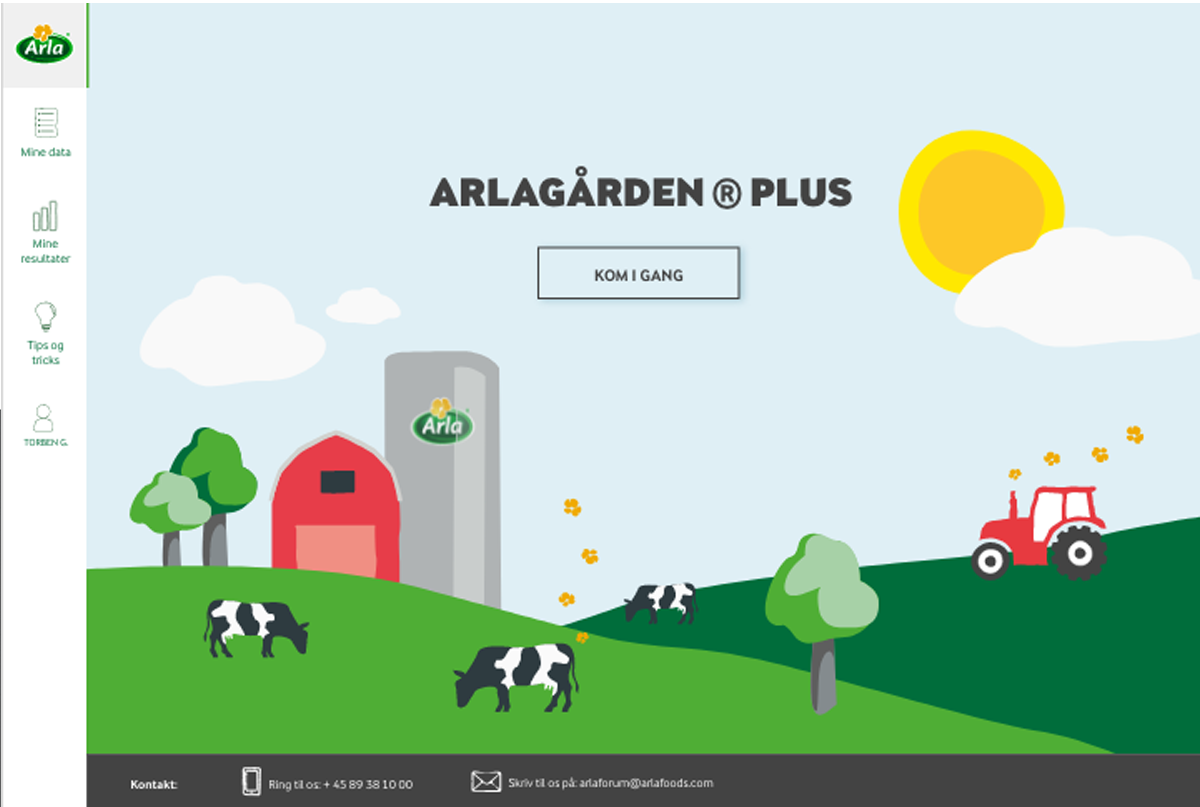 Arla
Mine data
Mine
resultater
Tips og
tricks
TORBEN G.
ARLAGÅRDEN ® PLUS
KOM I GANG
Arla
Kontakt:
Ring til os: + 45 89 38 10 00
Skriv til os på: arlaforum@arlafoods.com